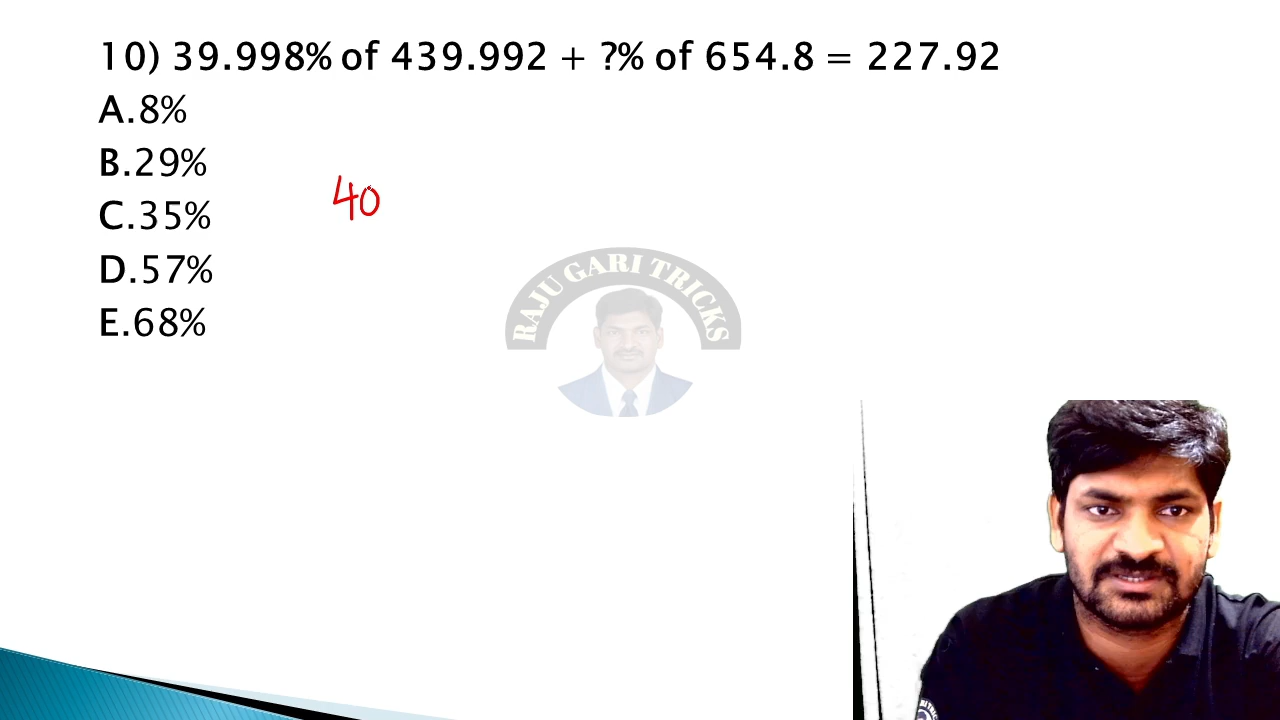 10) 39.998% of 439.992 + ?% of 654.8 = 227.92
A.8%
B.29%
C.35%
40
D.57%
E.68%
RAJU GARI TRICKS